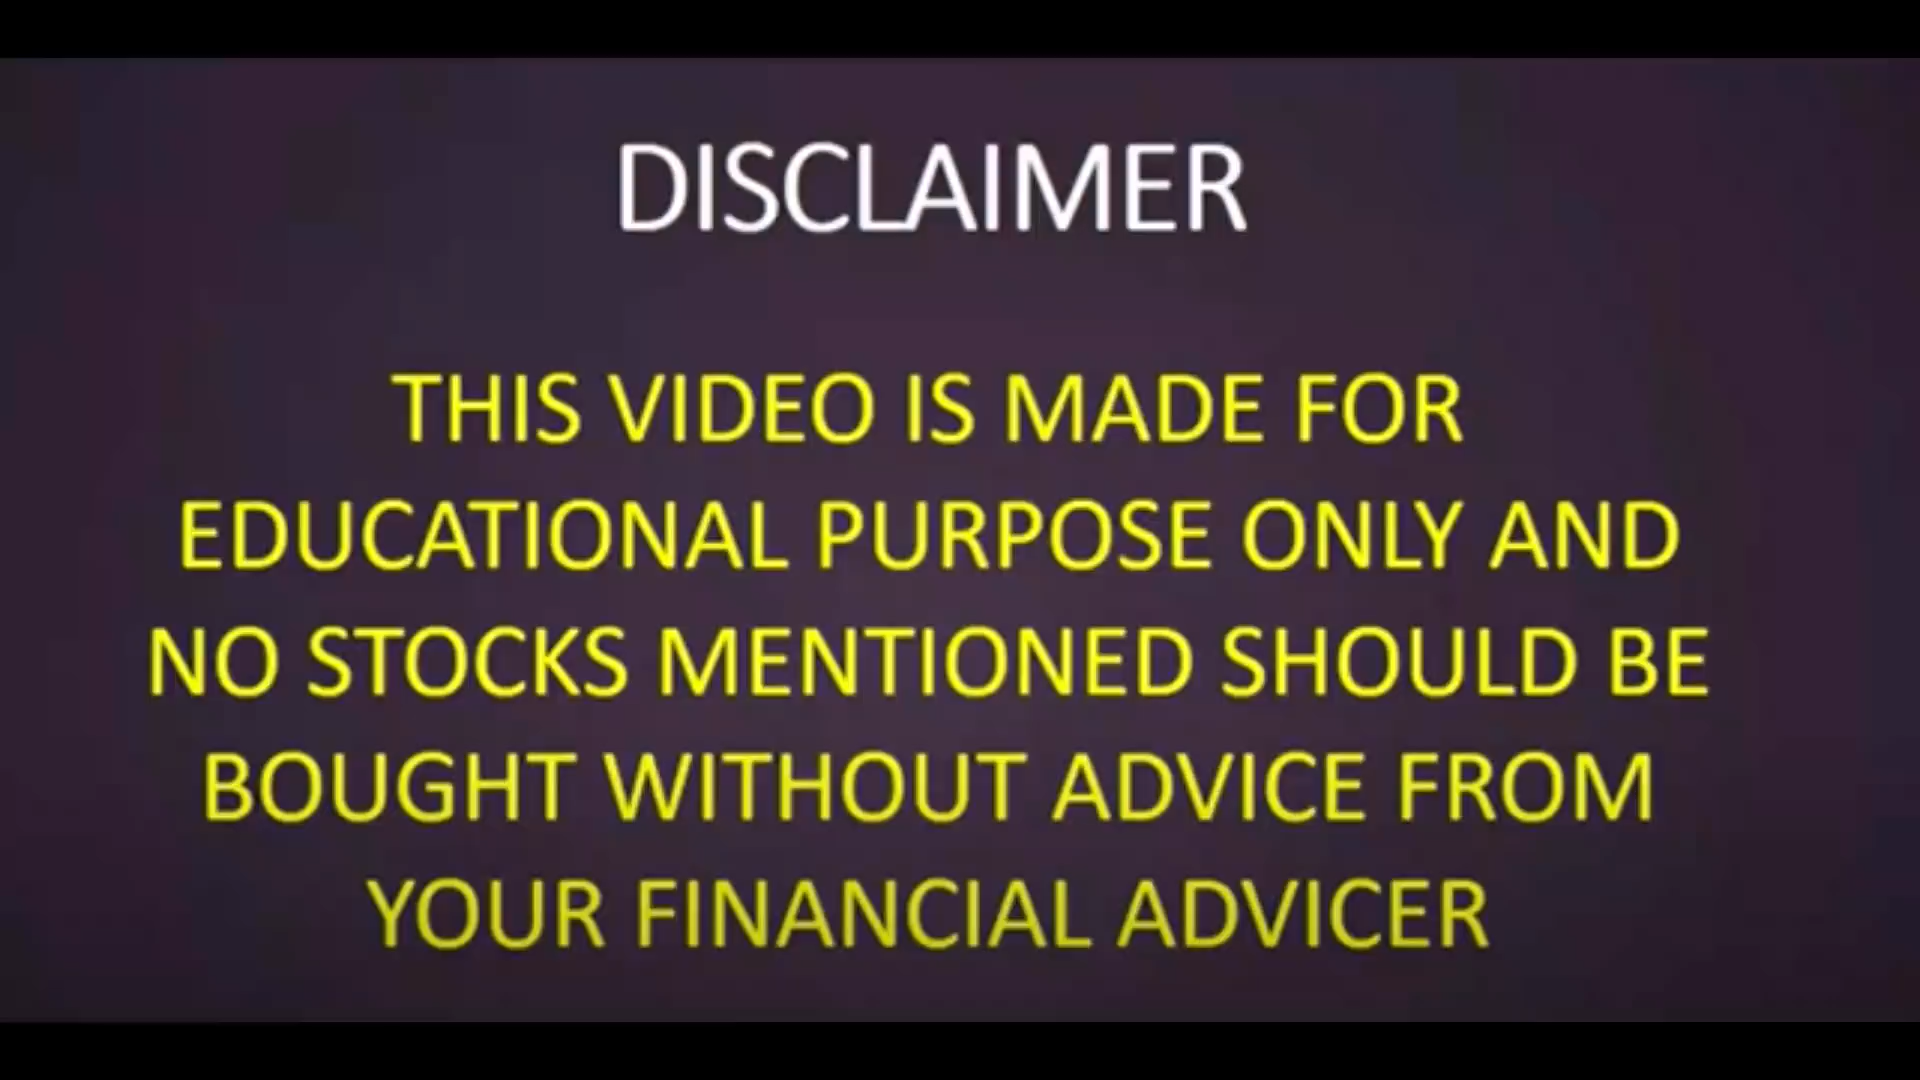 DISCLAIMER
THIS VIDEO IS MADE FOR
EDUCATIONAL PURPOSE ONLY AND
NO STOCKS MENTIONED SHOULD BE
BOUGHT WITHOUT ADVICE FROM
YOUR FINANCIAL ADVICER